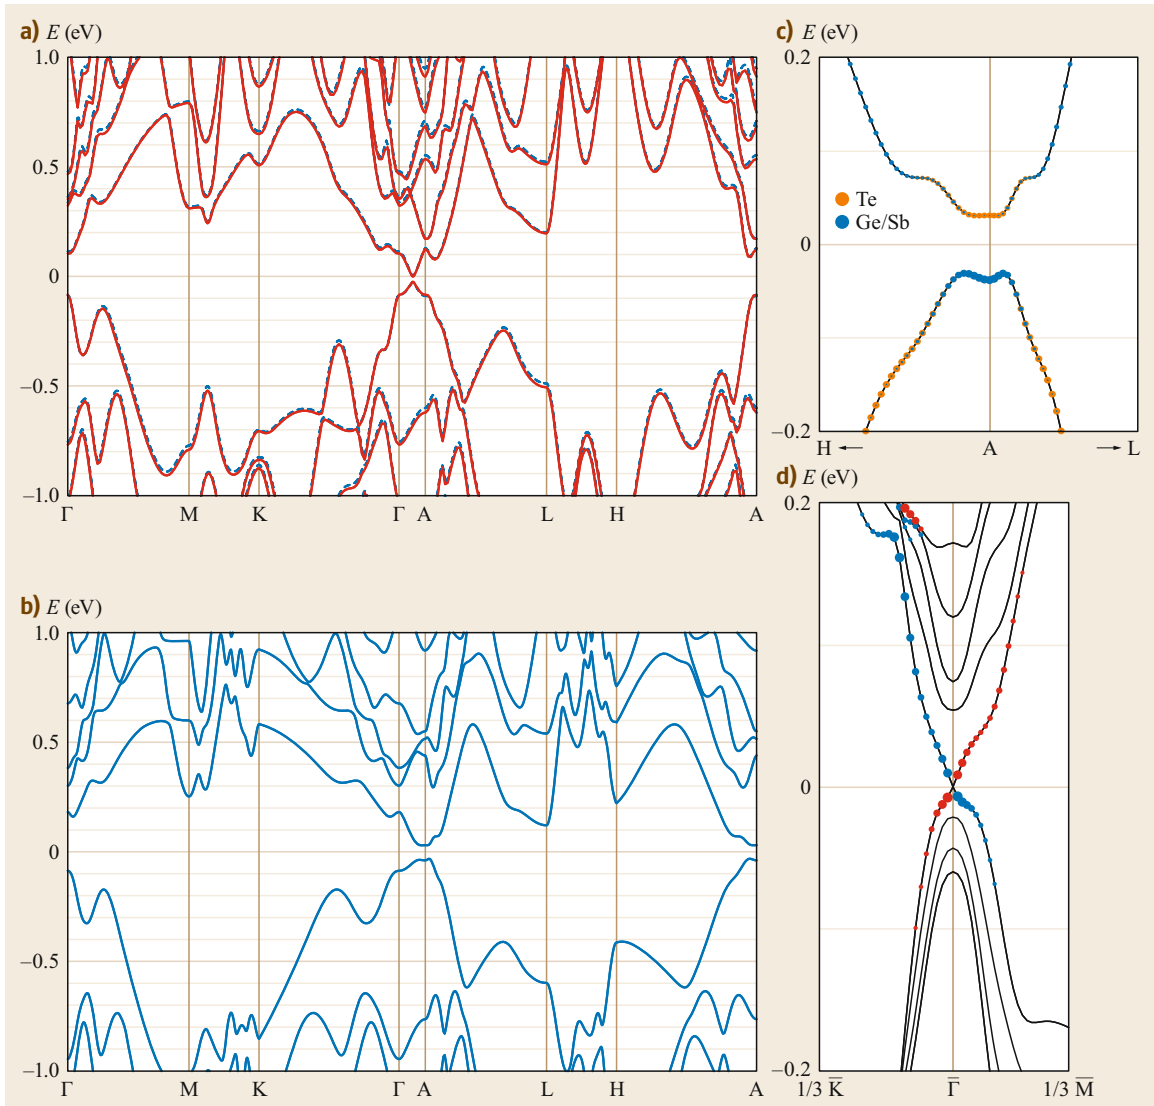 a) E (eV)
1.0
0.5
0
−0.5
−1.0
Γ M K Γ A L H A
b) E (eV)
1.0
0.5
0
−0.5
−1.0
Γ M K Γ A L H A
c) E (eV)
0.2
Te
Ge/Sb
0
−0.2
H ← A → L
d) E (eV)
0.2
0
−0.2
1/3 K̅ Γ̅ 1/3 M̅